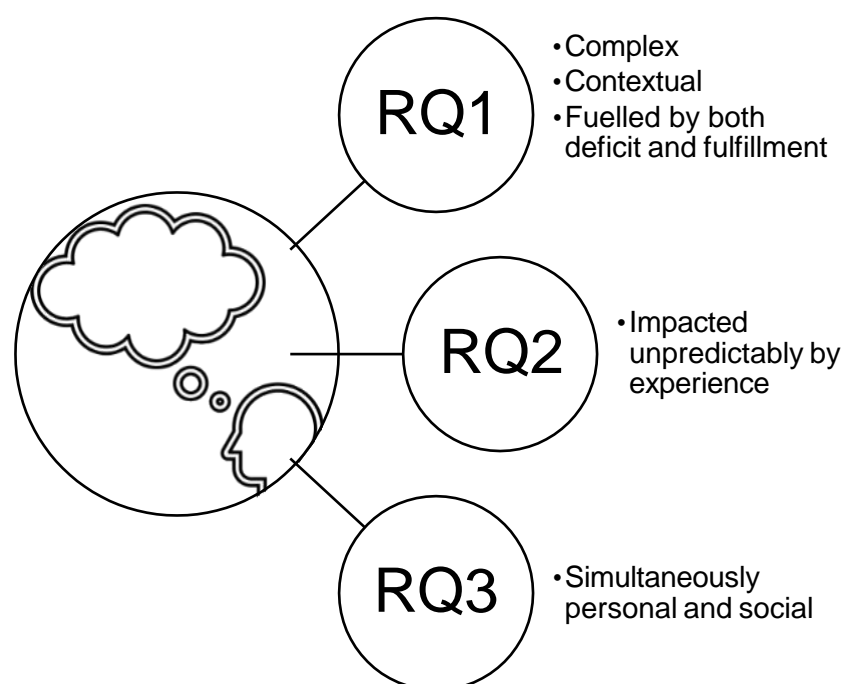 RQ1
•Complex
•Contextual
•Fuelled by both
deficit and fulfillment
RQ2
•Impacted
unpredictably by
experience
RQ3
•Simultaneously
personal and social